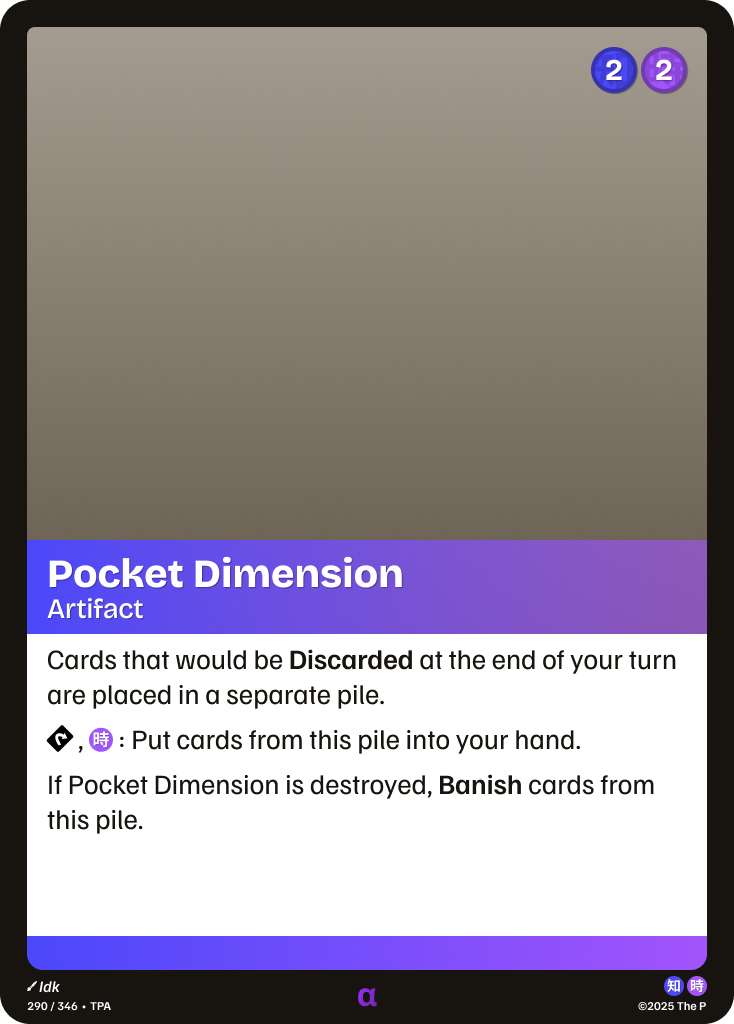 2 2
Pocket Dimension
Artifact
Cards that would be Discarded at the end of your turn
are placed in a separate pile.
, 時 : Put cards from this pile into your hand.
If Pocket Dimension is destroyed, Banish cards from
this pile.
Idk
290 / 346 • TPA
α
知 時
©2025 The P